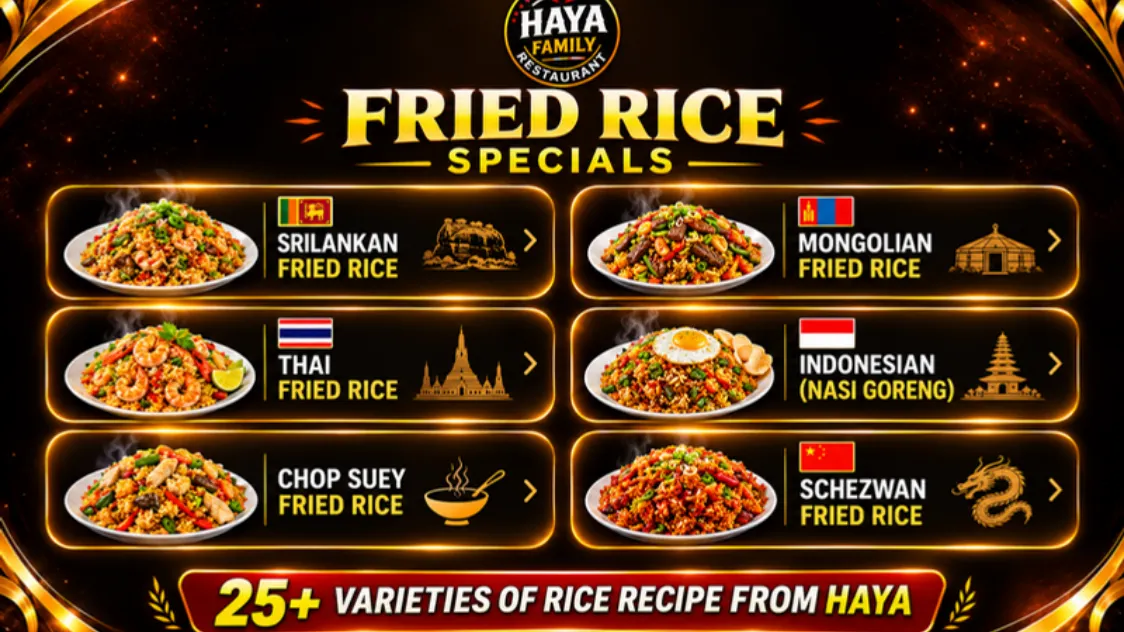 HAYA
FAMILY
RESTAURANT
FRIED RICE
SPECIALS
SRILANKAN
FRIED RICE
MONGOLIAN
FRIED RICE
THAI
FRIED RICE
INDONESIAN
(NASI GORENG)
CHOP SUEY
FRIED RICE
SCHEZWAN
FRIED RICE
25+ VARIETIES OF RICE RECIPE FROM HAYA